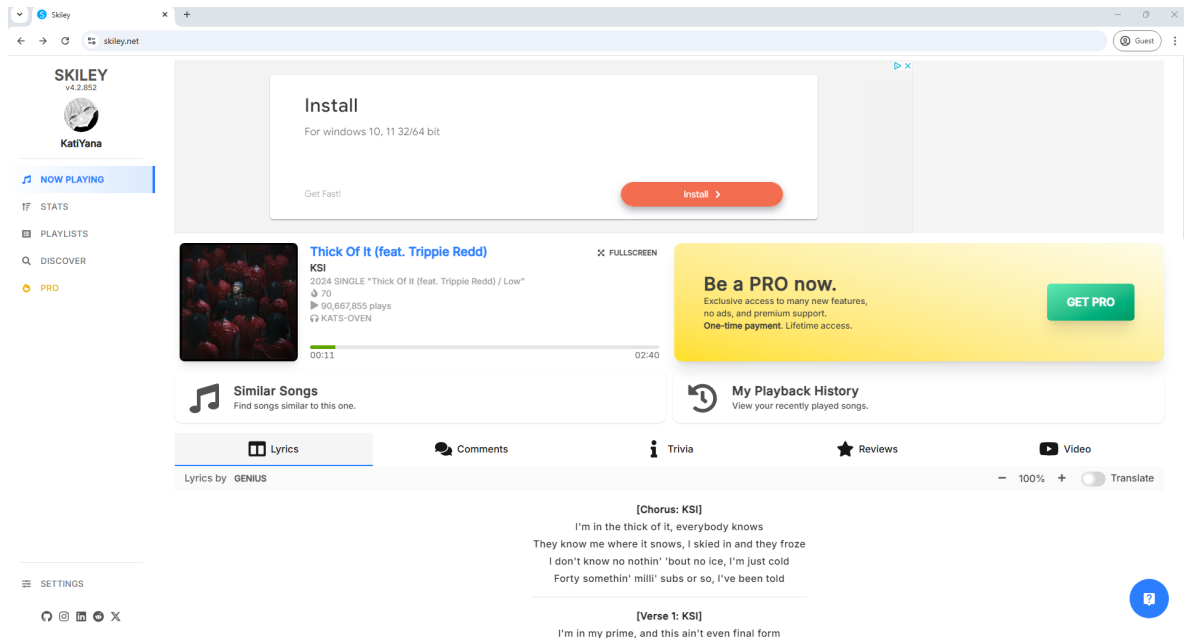 Skiley
skiley.net
Guest
SKILEY
v4.2.852
KatiYana
NOW PLAYING
STATS
PLAYLISTS
DISCOVER
PRO
SETTINGS
Install
For windows 10, 11 32/64 bit
Get Fast!
Install
Thick Of It (feat. Trippie Redd)
FULLSCREEN
KSI
2024 SINGLE "Thick Of It (feat. Trippie Redd) / Low"
70
90,667,855 plays
KATS-OVEN
00:11
02:40
Be a PRO now.
Exclusive access to many new features,
no ads, and premium support.
One-time payment. Lifetime access.
GET PRO
Similar Songs
Find songs similar to this one.
My Playback History
View your recently played songs.
Lyrics
Comments
Trivia
Reviews
Video
Lyrics by GENIUS
− 100% +
Translate
[Chorus: KSI]
I'm in the thick of it, everybody knows
They know me where it snows, I skied in and they froze
I don't know no nothin' 'bout no ice, I'm just cold
Forty somethin' milli' subs or so, I've been told
[Verse 1: KSI]
I'm in my prime, and this ain't even final form